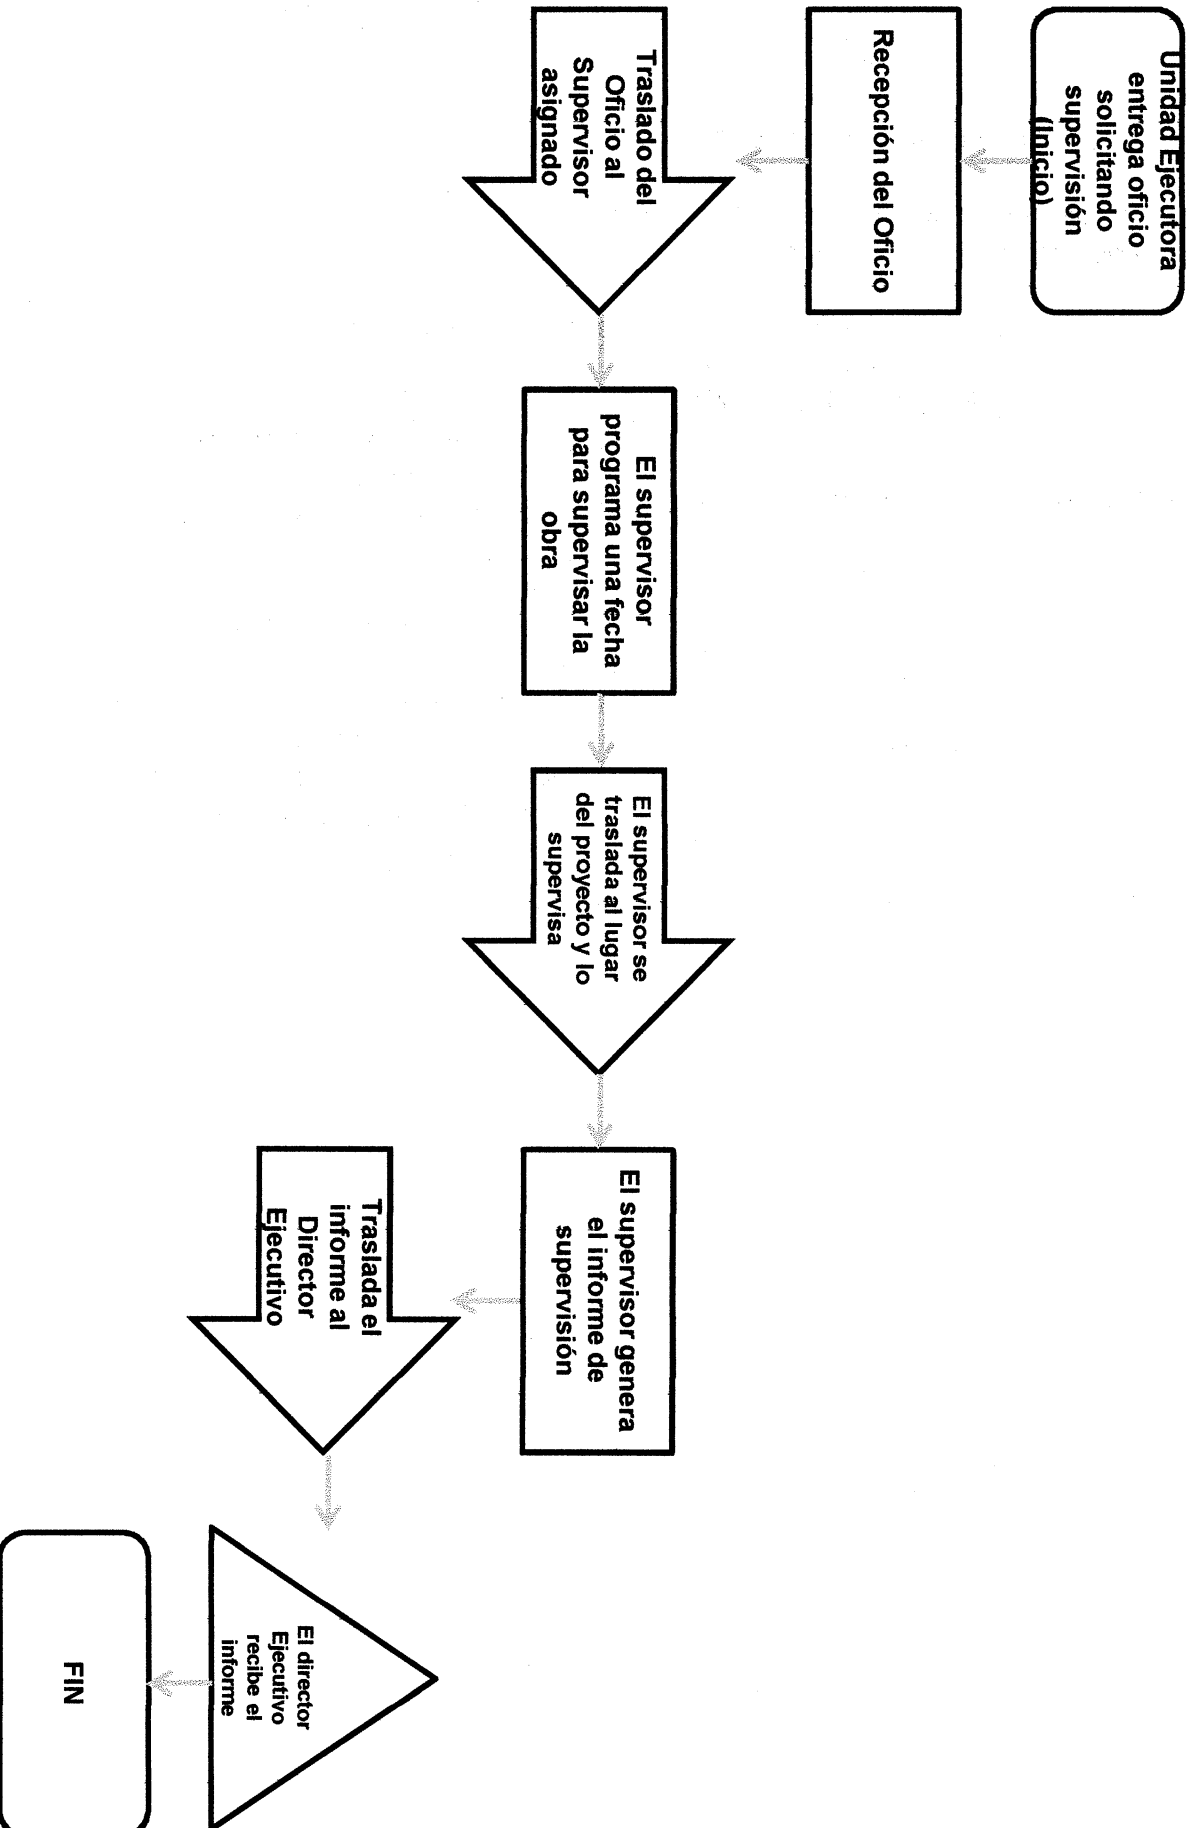 Unidad Ejecutora
entrega oficio
solicitando
supervisión
(Inicio)
Recepción del Oficio
Traslado del
Oficio al
Supervisor
asignado
El supervisor
programa una fecha
para supervisar la
obra
El supervisor se
traslada al lugar
del proyecto y lo
supervisa
El supervisor genera
el informe de
supervisión
Traslada el
informe al
Director
Ejecutivo
El director
Ejecutivo
recibe el
informe
FIN